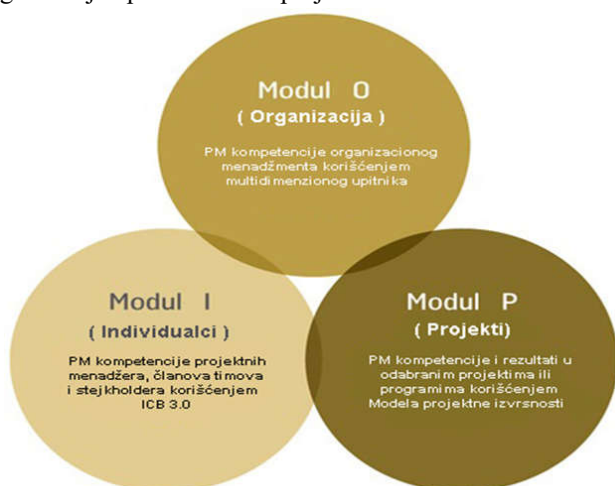 Modul O
( Organizacija )
PM kompetencije organizacionog
menadžmenta korišćenjem
multidimenzionog upitnika
Modul I
( Individualci )
PM kompetencije projektnih
menadžera, članova timova
i stejkholdera korišćenjem
ICB 3.0
Modul P
( Projekti)
PM kompetencije i rezultati u
odabranim projektima ili
programima korišćenjem
Modela projektne izvrsnosti